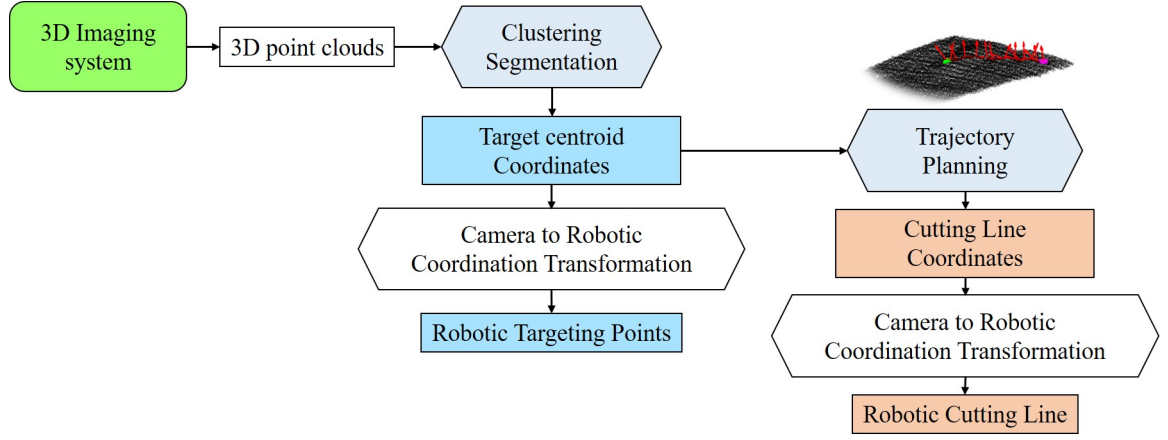 3D Imaging
system
3D point clouds
Clustering
Segmentation
Target centroid
Coordinates
Trajectory
Planning
Camera to Robotic
Coordination Transformation
Cutting Line
Coordinates
Robotic Targeting Points
Camera to Robotic
Coordination Transformation
Robotic Cutting Line